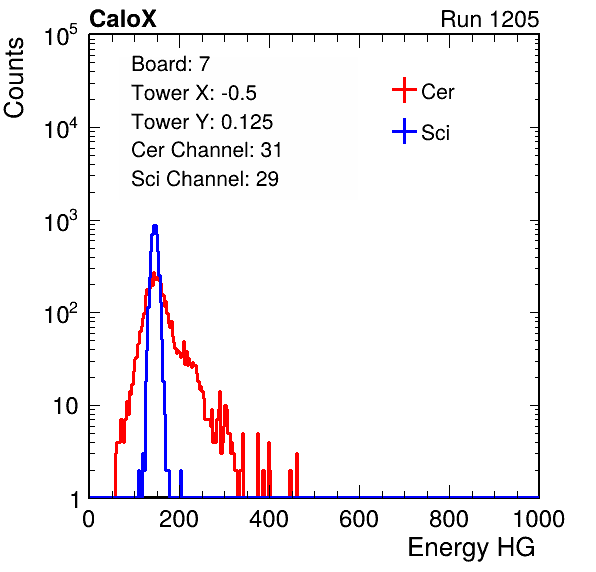 CaloX Run 1205
Counts
10^5
10^4
10^3
10^2
10
1
Board: 7
Tower X: -0.5
Tower Y: 0.125
Cer Channel: 31
Sci Channel: 29
Cer
Sci
0 200 400 600 800 1000
Energy HG